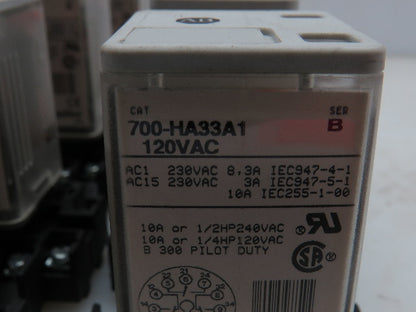 AB
CAT SER
700-HA33A1 B
120VAC
AC1 230VAC 8,3A IEC947-4-1
AC15 230VAC 3A IEC947-5-1
10A IEC255-1-00
10A or 1/2HP240VAC
10A or 1/4HP120VAC
B 300 PILOT DUTY